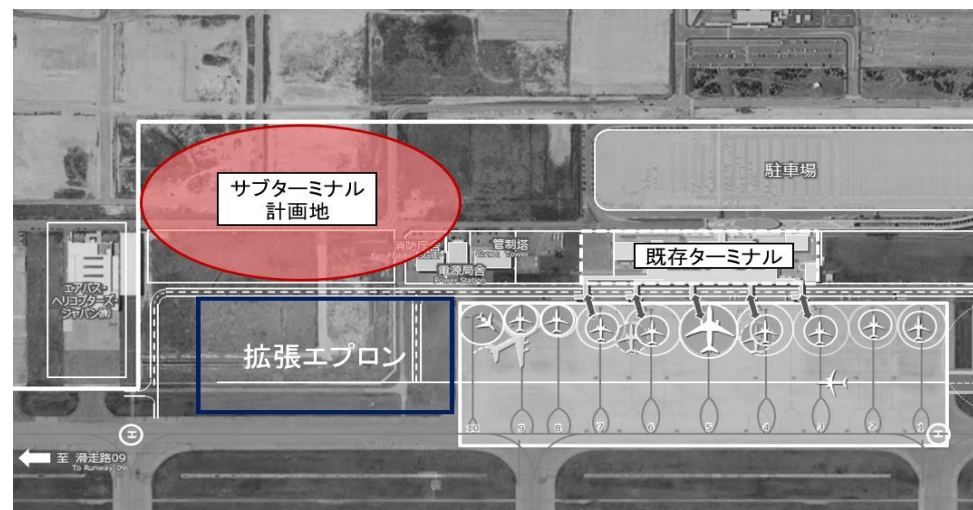 サブターミナル
計画地
駐車場
消防庁舎
管制塔
Control Tower
電源局舎
Power Station
既存ターミナル
エアバス・
ヘリコプターズ・
ジャパン㈱
拡張エプロン
10
9
8
7
6
5
4
3
2
1
H
H
至 滑走路09
To Runway 09